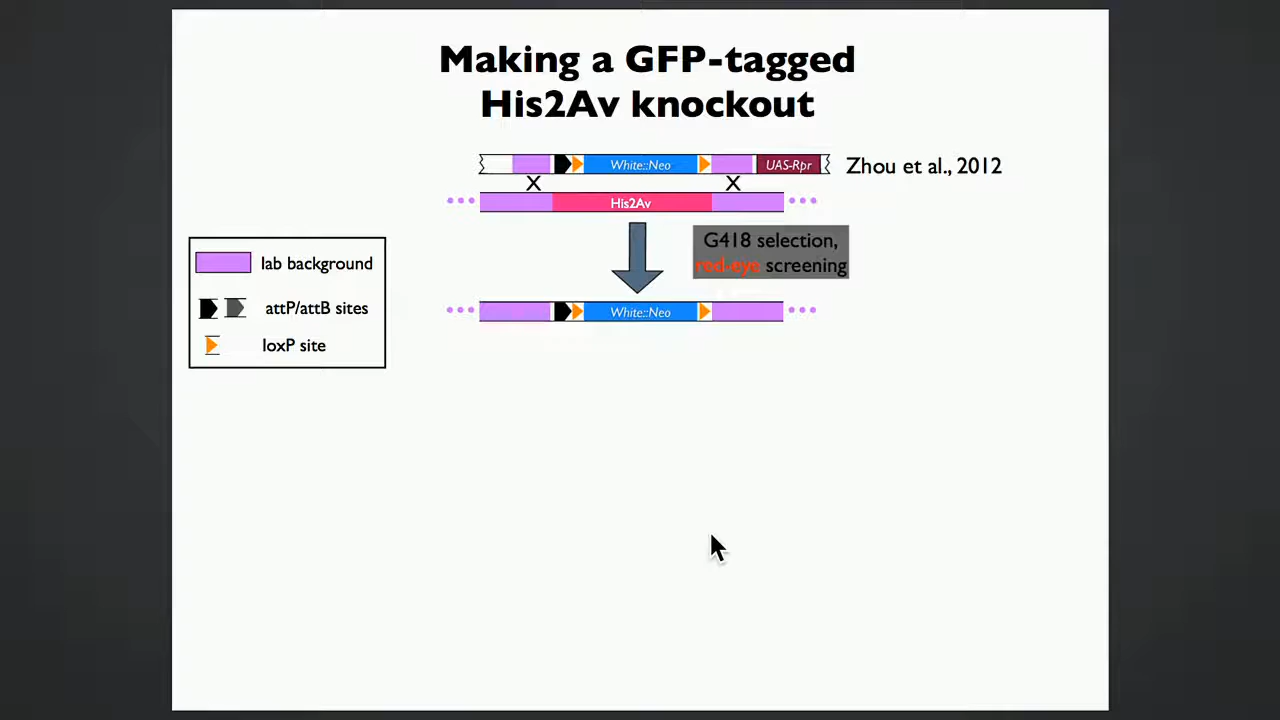 Making a GFP-tagged
His2Av knockout
White::Neo
UAS-Rpr
Zhou et al., 2012
X
X
His2Av
G418 selection,
red-eye screening
lab background
attP/attB sites
loxP site
White::Neo